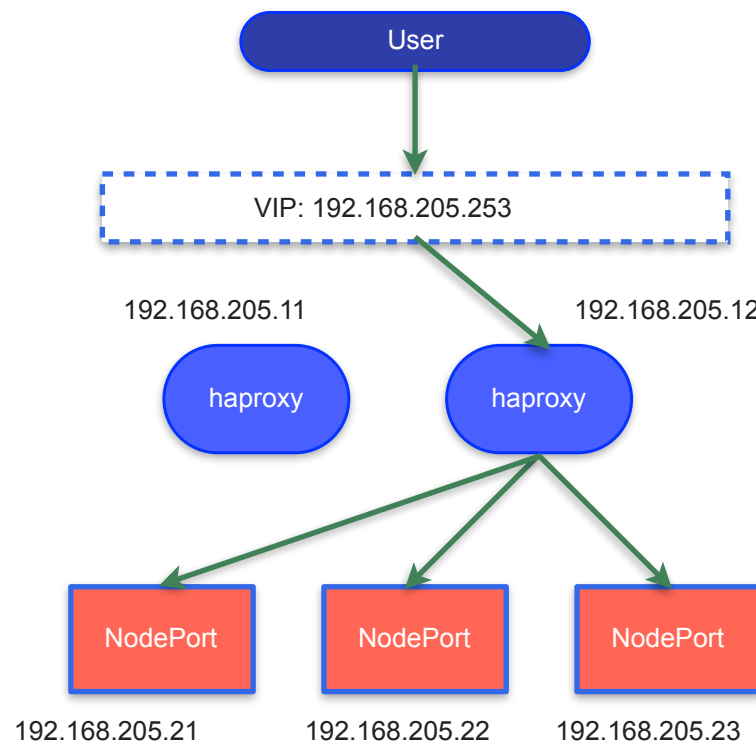 User
VIP: 192.168.205.253
192.168.205.11
192.168.205.12
haproxy
haproxy
NodePort
NodePort
NodePort
192.168.205.21
192.168.205.22
192.168.205.23